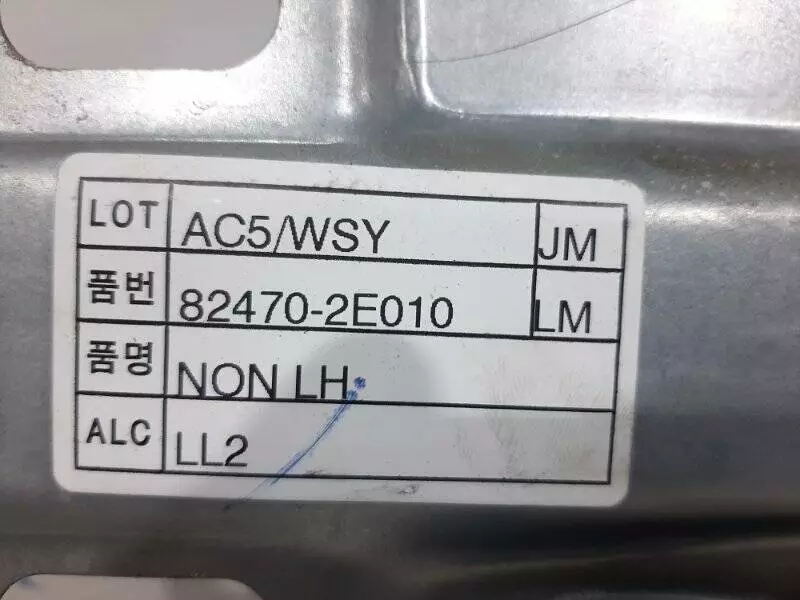 LOT AC5/WSY JM
품번 82470-2E010 LM
품명 NON LH
ALC LL2